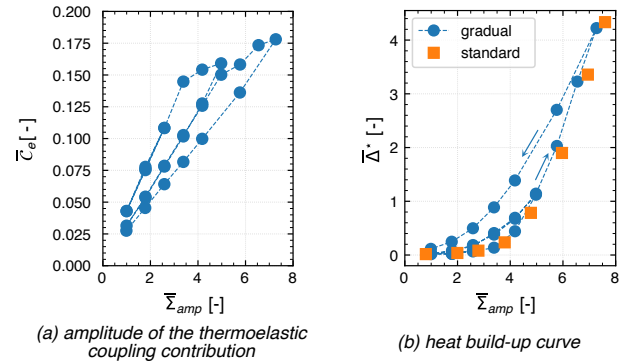 0.200
0.175
0.150
0.125
0.100
0.075
0.050
0.025
0.000
C̅e[-]
0 2 4 6 8
Σ̅amp [-]
(a) amplitude of the thermoelastic
coupling contribution
gradual
standard
4
3
2
1
0
Δ̅* [-]
0 2 4 6 8
Σ̅amp [-]
(b) heat build-up curve